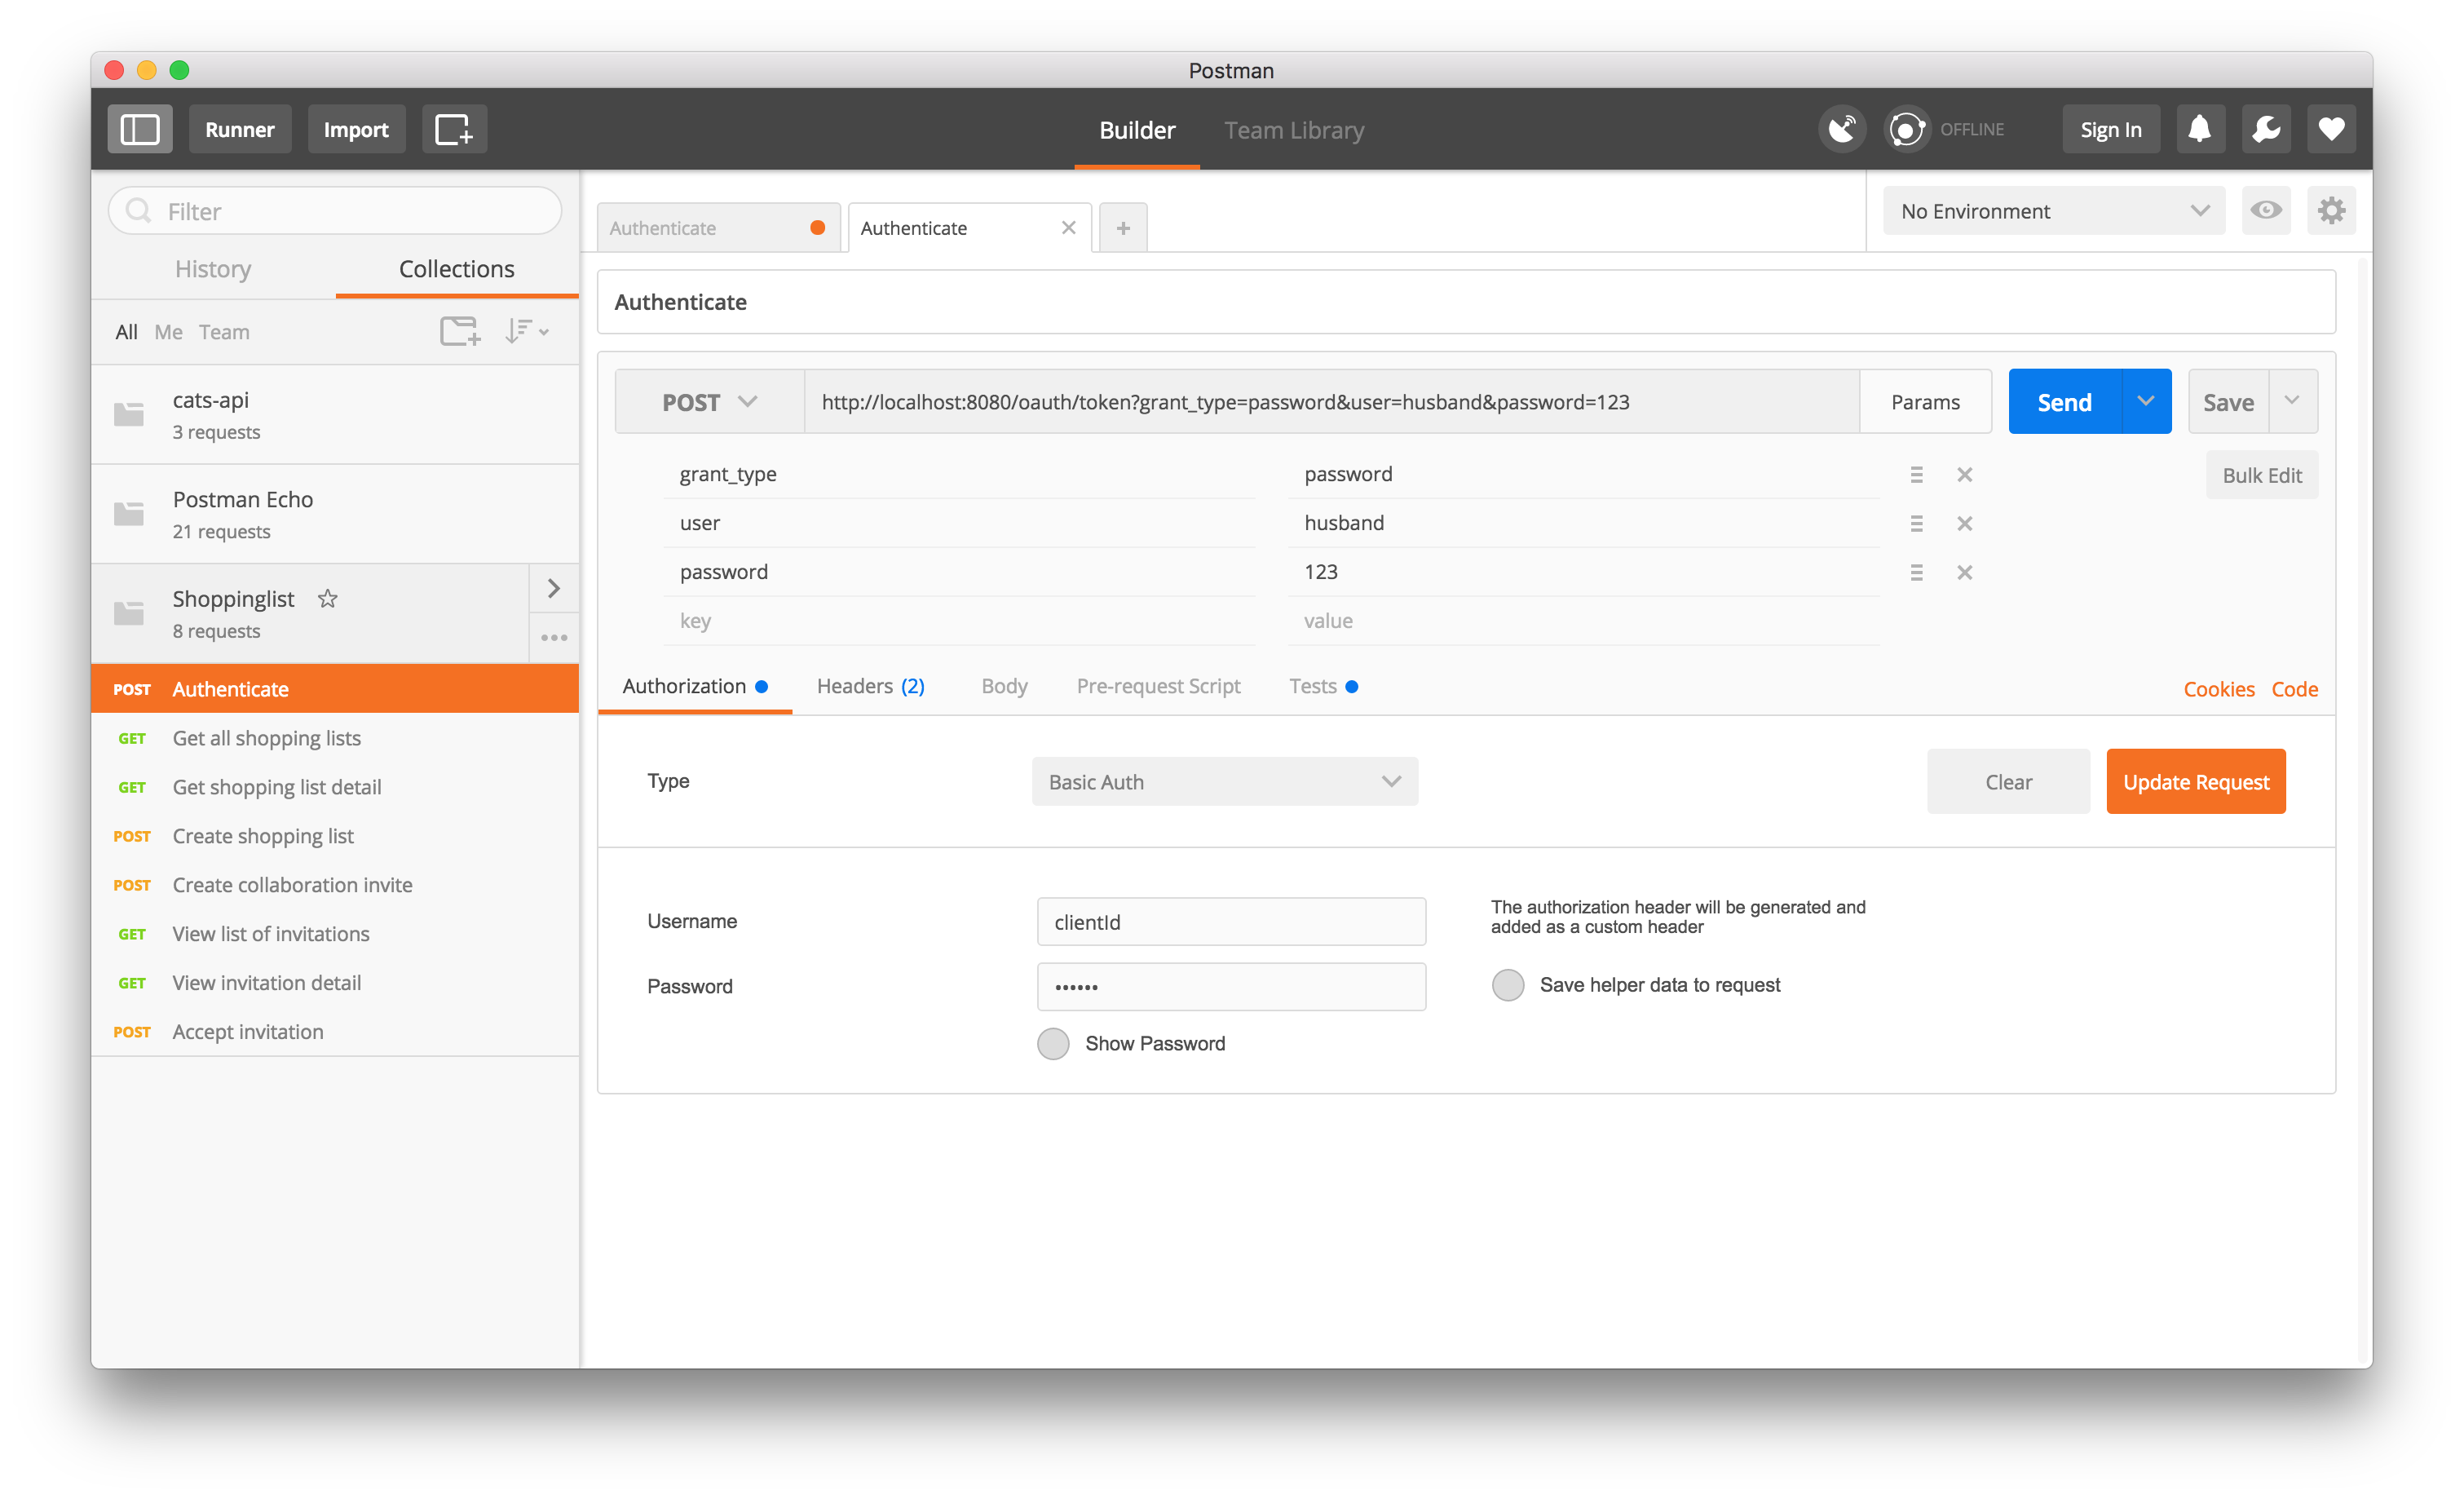 Postman
Runner
Import
Builder
Team Library
OFFLINE
Sign In
Filter
History
Collections
All Me Team
cats-api
3 requests
Postman Echo
21 requests
Shoppinglist
8 requests
POST Authenticate
GET Get all shopping lists
GET Get shopping list detail
POST Create shopping list
POST Create collaboration invite
GET View list of invitations
GET View invitation detail
POST Accept invitation
Authenticate
Authenticate
No Environment
Authenticate
POST
http://localhost:8080/oauth/token?grant_type=password&user=husband&password=123
Params
Send
Save
grant_type password
Bulk Edit
user husband
password 123
key value
Authorization
Headers (2)
Body
Pre-request Script
Tests
Cookies Code
Type
Basic Auth
Clear
Update Request
Username
clientId
The authorization header will be generated and
added as a custom header
Password
••••••
Save helper data to request
Show Password